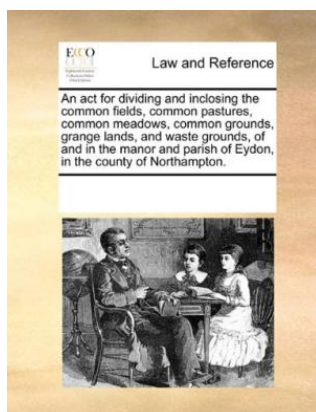 ECCO
Law and Reference
An act for dividing and inclosing the
common fields, common pastures,
common meadows, common grounds,
grange lands, and waste grounds, of
and in the manor and parish of Eydon,
in the county of Northampton.